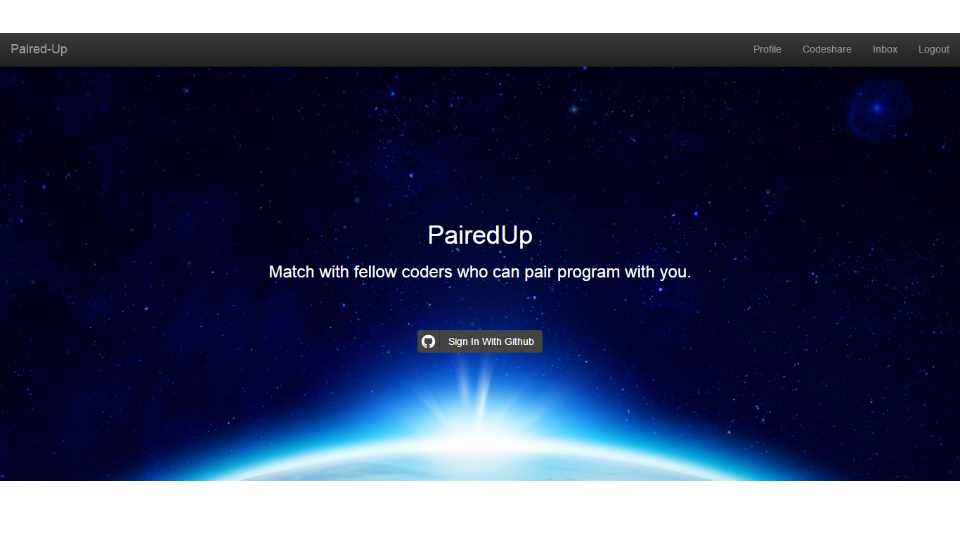 Paired-Up Profile Codeshare Inbox Logout
PairedUp
Match with fellow coders who can pair program with you.
Sign In With Github